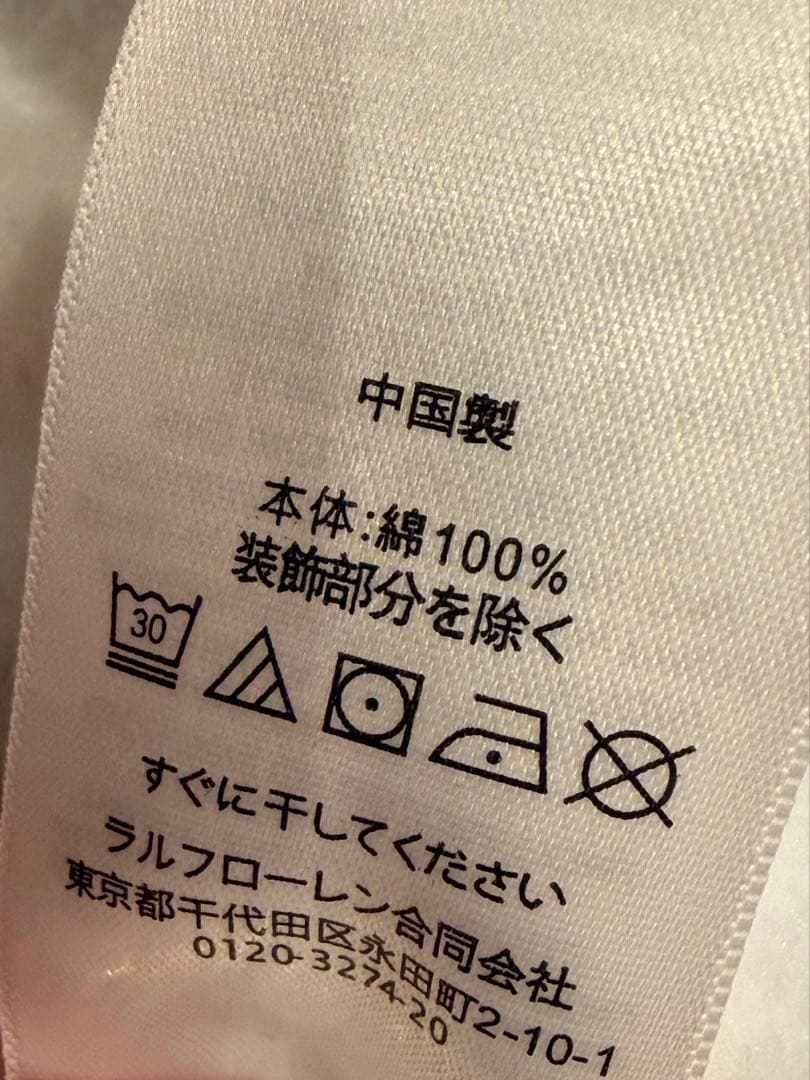 中国製
本体:綿100%
装飾部分を除く
30
すぐに干してください
ラルフローレン合同会社
東京都千代田区永田町2-10-1
0120-3274-20